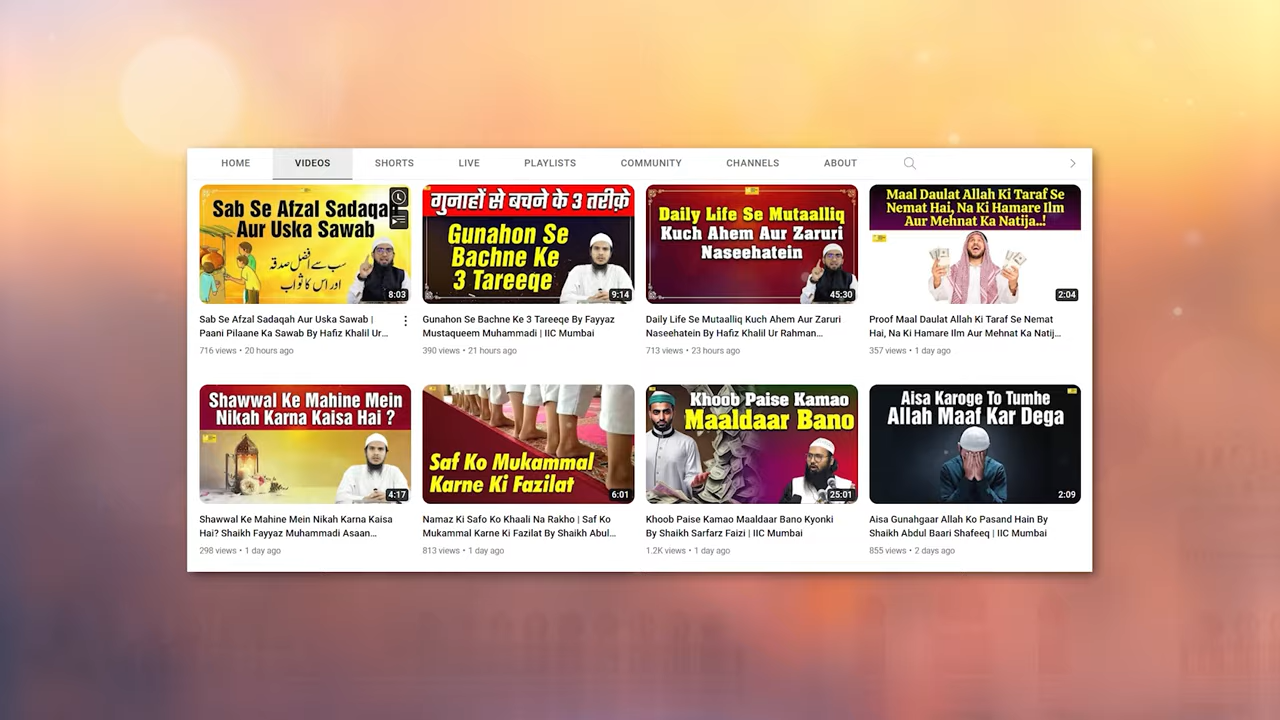 HOME VIDEOS SHORTS LIVE PLAYLISTS COMMUNITY CHANNELS ABOUT
Sab Se Afzal Sadaqa
Aur Uska Sawab
سب سے افضل صدقہ
اور اس کا ثواب
8:03
Sab Se Afzal Sadaqah Aur Uska Sawab |
Paani Pilaane Ka Sawab By Hafiz Khalil Ur...
716 views • 20 hours ago
गुनाहों से बचने के 3 तरीक़े
Gunahon Se
Bachne Ke
3 Tareeqe
9:14
Gunahon Se Bachne Ke 3 Tareeqe By Fayyaz
Mustaqueem Muhammadi | IIC Mumbai
390 views • 21 hours ago
Daily Life Se Mutaalliq
Kuch Ahem Aur Zaruri
Naseehatein
45:30
Daily Life Se Mutaalliq Kuch Ahem Aur Zaruri
Naseehatein By Hafiz Khalil Ur Rahman...
713 views • 23 hours ago
Maal Daulat Allah Ki Taraf Se
Nemat Hai, Na Ki Hamare Ilm
Aur Mehnat Ka Natija..!
2:04
Proof Maal Daulat Allah Ki Taraf Se Nemat
Hai, Na Ki Hamare Ilm Aur Mehnat Ka Natij...
357 views • 1 day ago
Shawwal Ke Mahine Mein
Nikah Karna Kaisa Hai ?
4:17
Shawwal Ke Mahine Mein Nikah Karna Kaisa
Hai? Shaikh Fayyaz Muhammadi Asaan...
298 views • 1 day ago
Saf Ko Mukammal
Karne Ki Fazilat
6:01
Namaz Ki Safo Ko Khaali Na Rakho | Saf Ko
Mukammal Karne Ki Fazilat By Shaikh Abul...
813 views • 1 day ago
Khoob Paise Kamao
Maaldaar Bano
25:01
Khoob Paise Kamao Maaldaar Bano Kyonki
By Shaikh Sarfarz Faizi | IIC Mumbai
1.2K views • 1 day ago
Aisa Karoge To Tumhe
Allah Maaf Kar Dega
2:09
Aisa Gunahgaar Allah Ko Pasand Hain By
Shaikh Abdul Baari Shafeeq | IIC Mumbai
855 views • 2 days ago